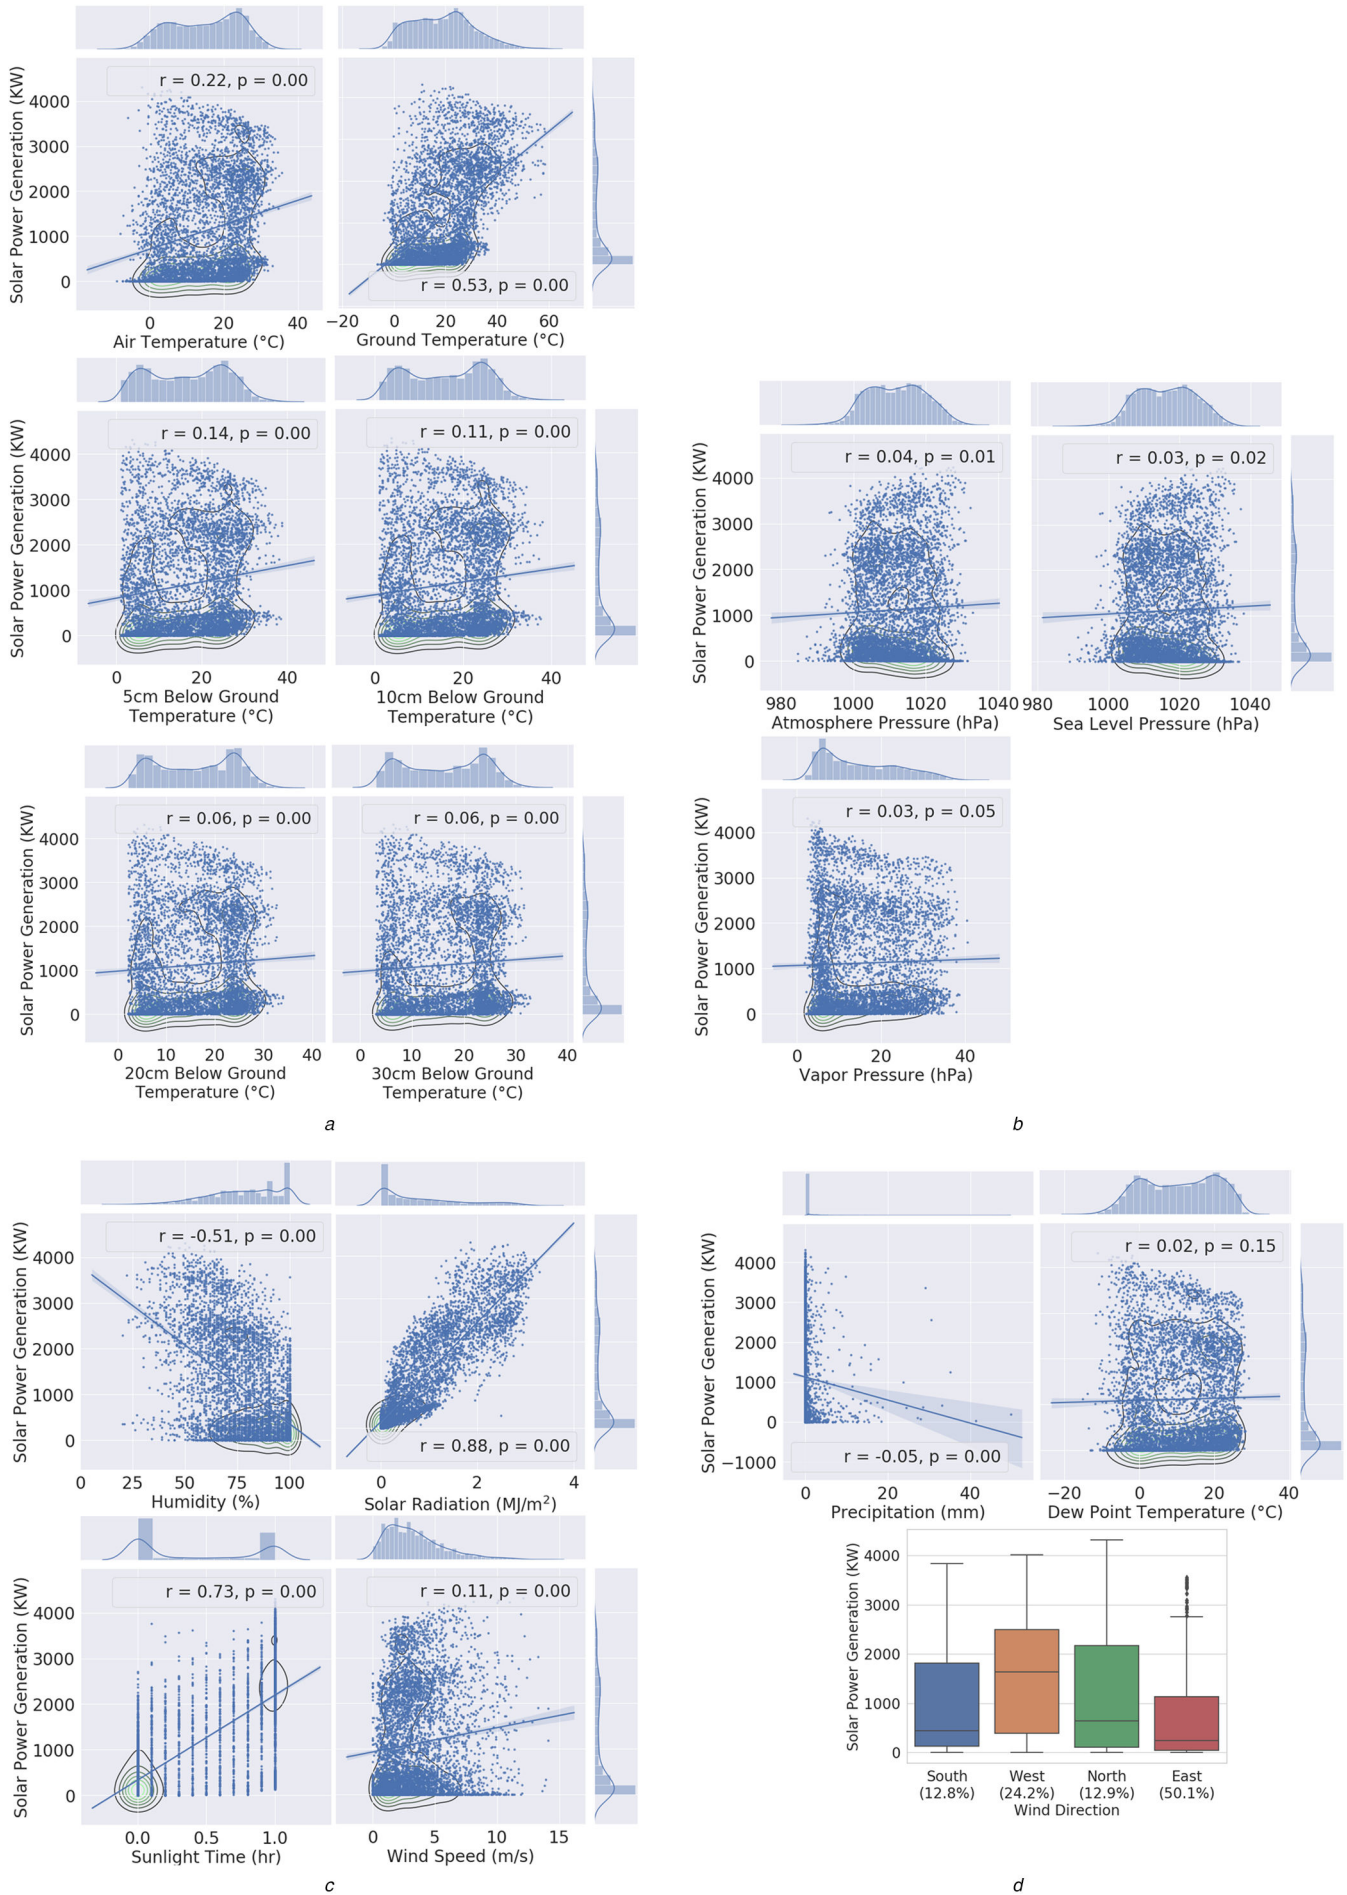 r = 0.22, p = 0.00
Solar Power Generation (KW)
4000
3000
2000
1000
0
0 20 40
Air Temperature (°C)
r = 0.53, p = 0.00
−20 0 20 40 60
Ground Temperature (°C)
r = 0.14, p = 0.00
Solar Power Generation (KW)
4000
3000
2000
1000
0
0 20 40
5cm Below Ground
Temperature (°C)
r = 0.11, p = 0.00
0 20 40
10cm Below Ground
Temperature (°C)
r = 0.06, p = 0.00
Solar Power Generation (KW)
4000
3000
2000
1000
0
0 10 20 30 40
20cm Below Ground
Temperature (°C)
r = 0.06, p = 0.00
0 10 20 30 40
30cm Below Ground
Temperature (°C)
a
r = 0.04, p = 0.01
Solar Power Generation (KW)
4000
3000
2000
1000
0
980 1000 1020 1040
Atmosphere Pressure (hPa)
r = 0.03, p = 0.02
980 1000 1020 1040
Sea Level Pressure (hPa)
r = 0.03, p = 0.05
Solar Power Generation (KW)
4000
3000
2000
1000
0
0 20 40
Vapor Pressure (hPa)
b
r = -0.51, p = 0.00
Solar Power Generation (KW)
4000
3000
2000
1000
0
0 25 50 75 100
Humidity (%)
r = 0.88, p = 0.00
0 2 4
Solar Radiation (MJ/m²)
r = 0.73, p = 0.00
Solar Power Generation (KW)
4000
3000
2000
1000
0
0.0 0.5 1.0
Sunlight Time (hr)
r = 0.11, p = 0.00
0 5 10 15
Wind Speed (m/s)
c
Solar Power Generation (KW)
4000
3000
2000
1000
0
−1000
r = -0.05, p = 0.00
0 20 40
Precipitation (mm)
r = 0.02, p = 0.15
−20 0 20 40
Dew Point Temperature (°C)
Solar Power Generation (KW)
4000
3000
2000
1000
0
South West North East
(12.8%) (24.2%) (12.9%) (50.1%)
Wind Direction
d